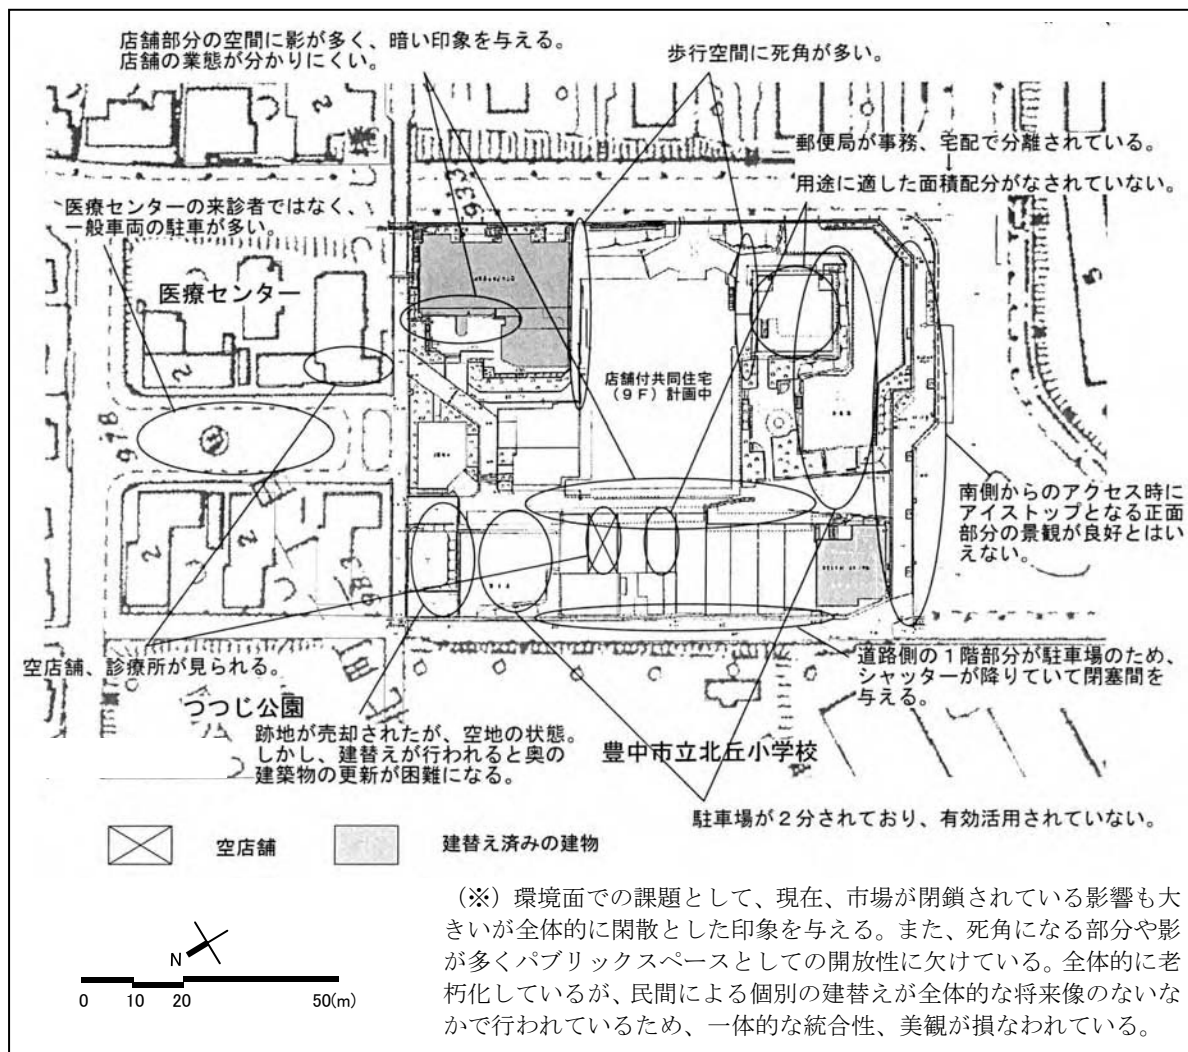 店舗部分の空間に影が多く、暗い印象を与える。
店舗の業態が分かりにくい。
歩行空間に死角が多い。
郵便局が事務、宅配で分離されている。
用途に適した面積配分がなされていない。
医療センターの来診者ではなく、
一般車両の駐車が多い。
933
医療センター
店舗付共同住宅
(9F)計画中
2
978
2
2
983
南側からのアクセス時に
アイストップとなる正面
部分の景観が良好とはい
えない。
空店舗、診療所が見られる。
道路側の1階部分が駐車場のため、
シャッターが降りていて閉塞間を
与える。
つつじ公園
跡地が売却されたが、空地の状態。
しかし、建替えが行われると奥の
建築物の更新が困難になる。
豊中市立北丘小学校
駐車場が2分されており、有効活用されていない。
空店舗
建替え済みの建物
(※)環境面での課題として、現在、市場が閉鎖されている影響も大
きいが全体的に閑散とした印象を与える。また、死角になる部分や影
が多くパブリックスペースとしての開放性に欠けている。全体的に老
朽化しているが、民間による個別の建替えが全体的な将来像のないな
かで行われているため、一体的な統合性、美観が損なわれている。
N
0 10 20 50(m)